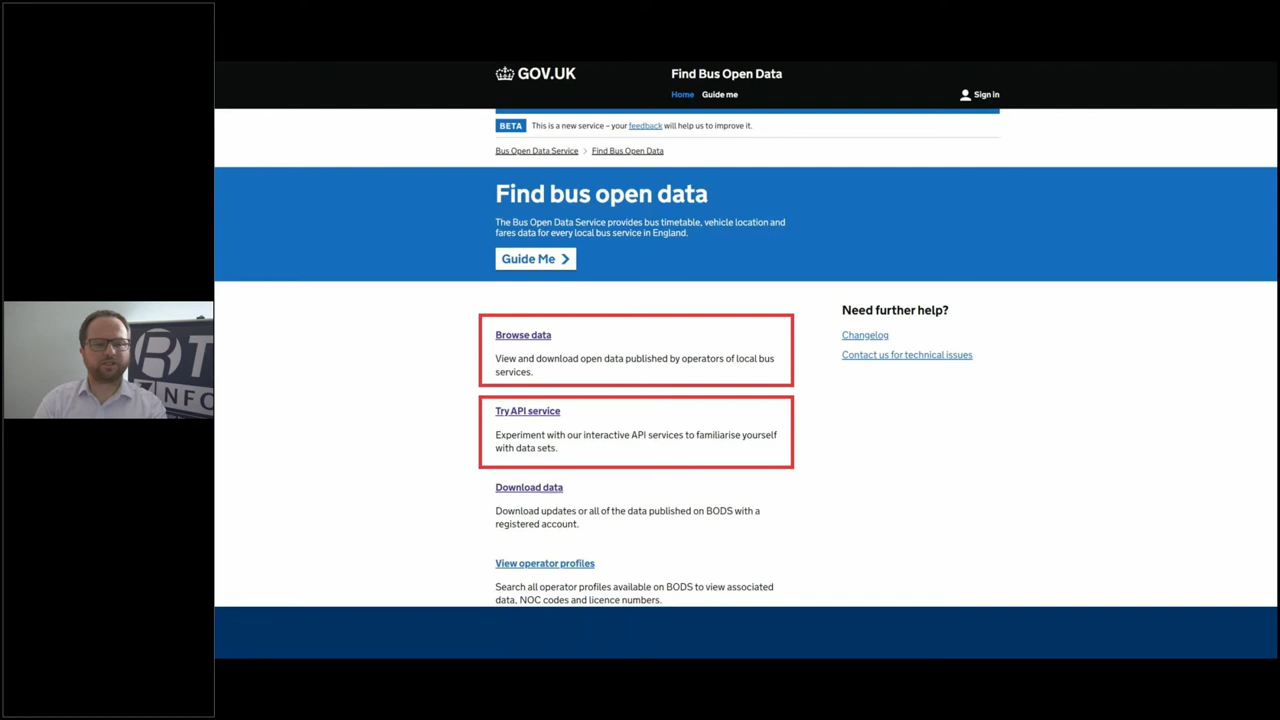 GOV.UK
Find Bus Open Data
Home Guide me
Sign in
BETA This is a new service – your feedback will help us to improve it.
Bus Open Data Service > Find Bus Open Data
Find bus open data
The Bus Open Data Service provides bus timetable, vehicle location and
fares data for every local bus service in England.
Guide Me >
Browse data
View and download open data published by operators of local bus
services.
Try API service
Experiment with our interactive API services to familiarise yourself
with data sets.
Download data
Download updates or all of the data published on BODS with a
registered account.
View operator profiles
Search all operator profiles available on BODS to view associated
data, NOC codes and licence numbers.
Need further help?
Changelog
Contact us for technical issues
RT
NFO